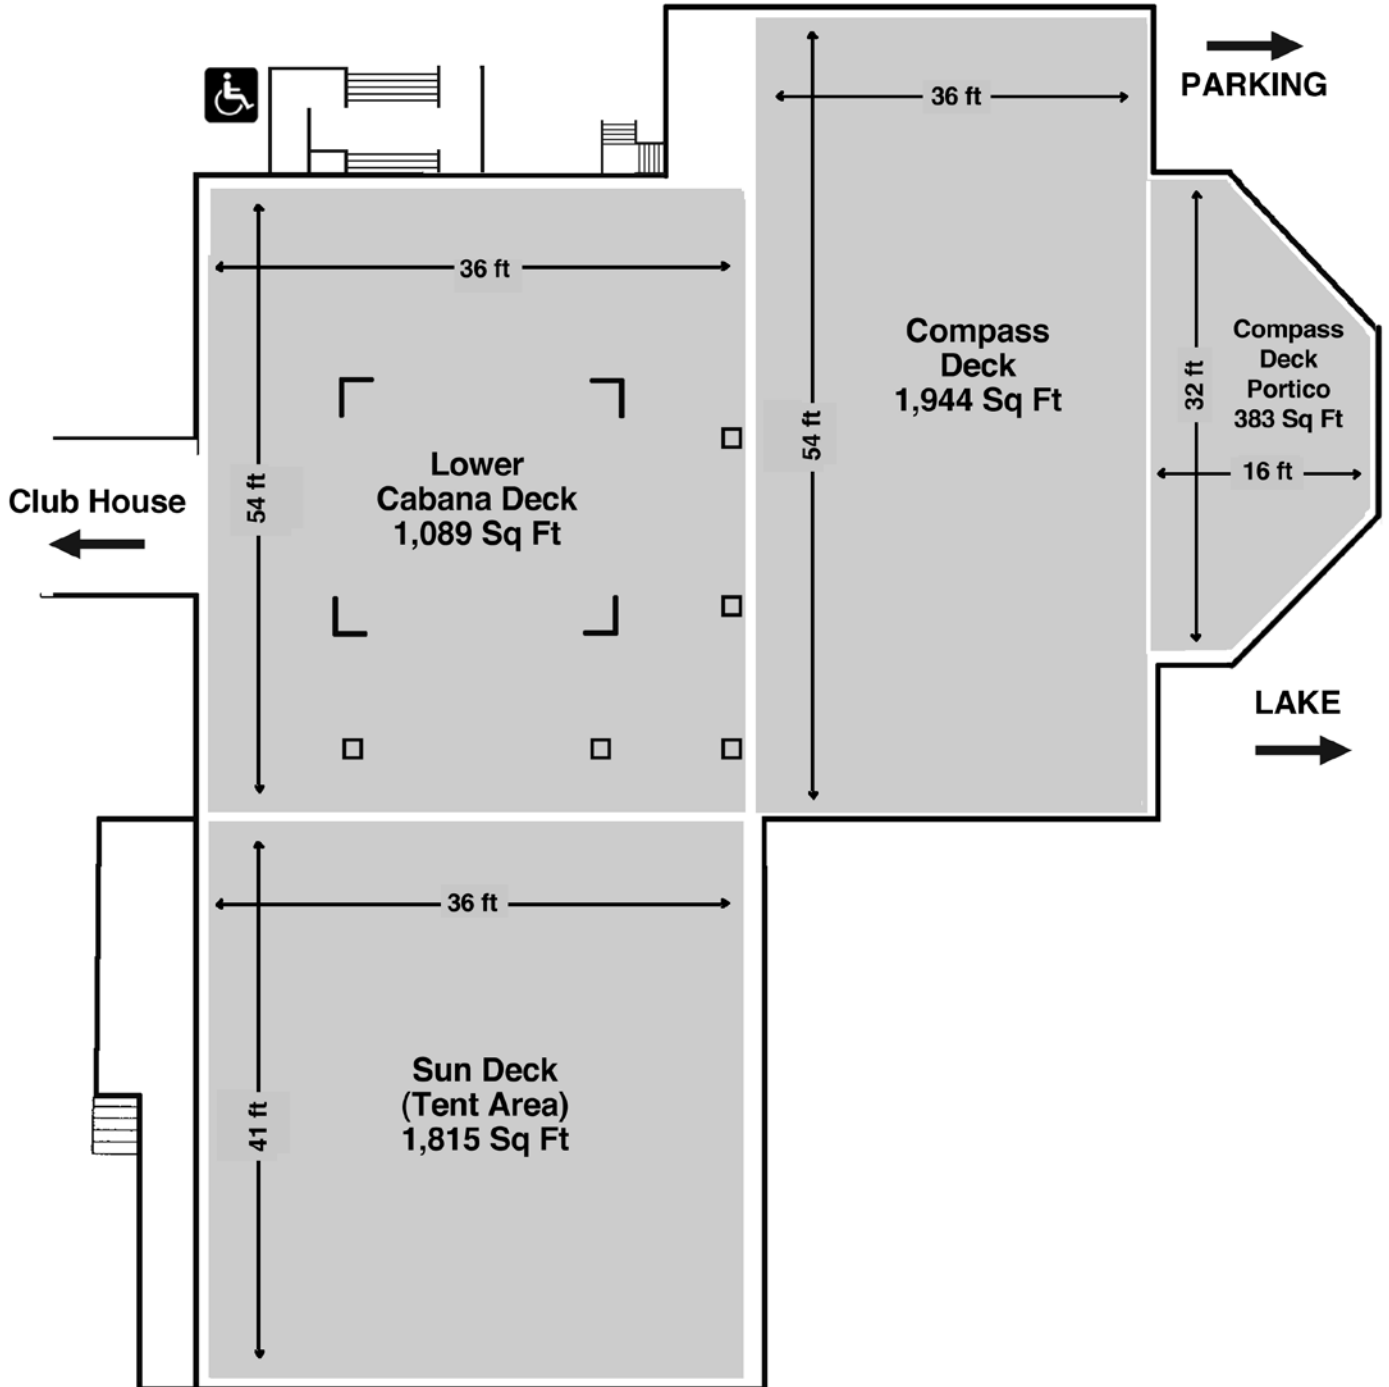 PARKING
36 ft
54 ft
Compass
Deck
1,944 Sq Ft
Compass
Deck
Portico
383 Sq Ft
32 ft
16 ft
36 ft
54 ft
Lower
Cabana Deck
1,089 Sq Ft
Club House
LAKE
36 ft
41 ft
Sun Deck
(Tent Area)
1,815 Sq Ft